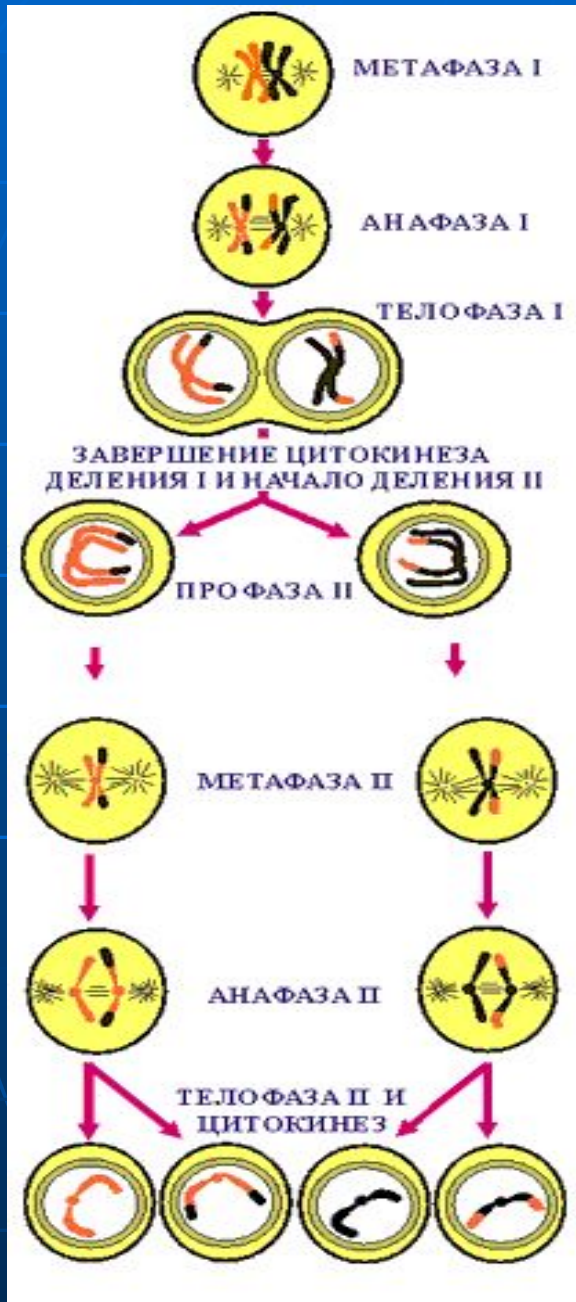 МЕТАФАЗА I
АНАФАЗА I
ТЕЛОФАЗА I
ЗАВЕРШЕНИЕ ЦИТОКИНЕЗА
ДЕЛЕНИЯ I И НАЧАЛО ДЕЛЕНИЯ II
ПРОФАЗА II
МЕТАФАЗА II
АНАФАЗА II
ТЕЛОФАЗА II И
ЦИТОКИНЕЗ